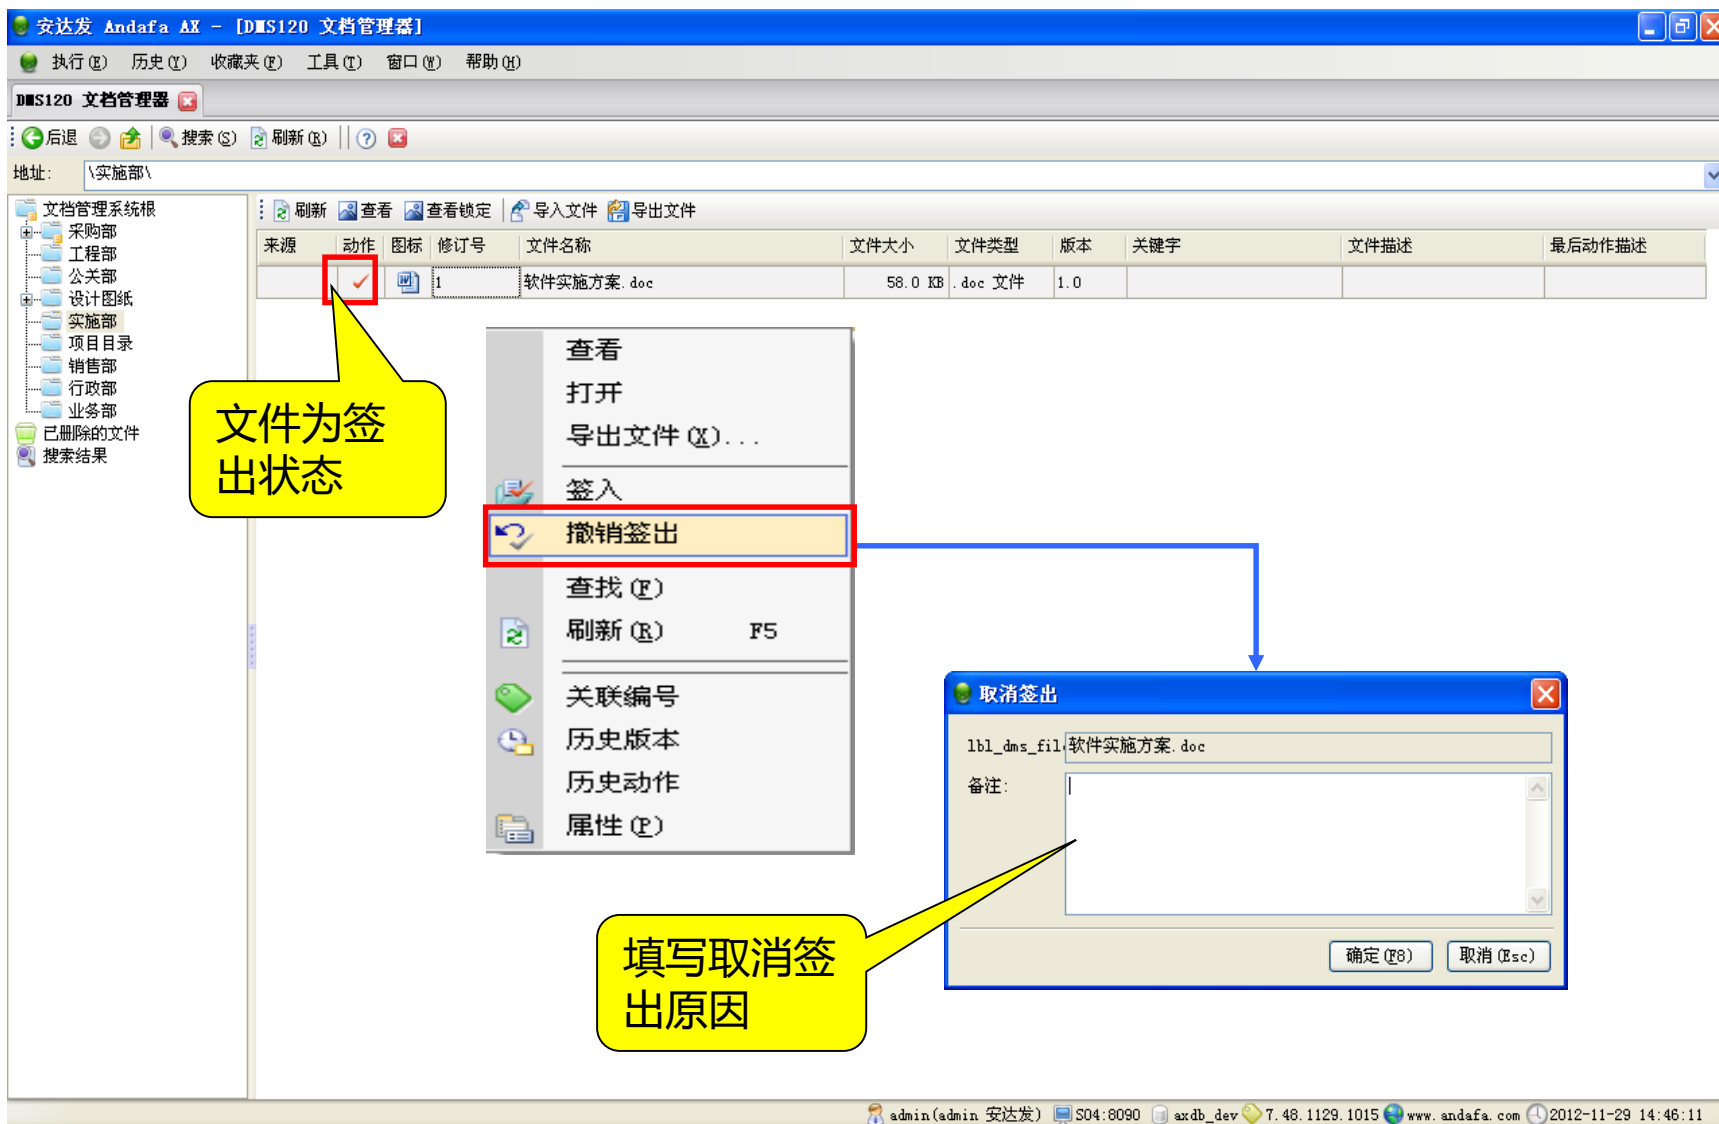 安达发 Andafa AX - [DMS120 文档管理器]
执行(E) 历史(Y) 收藏夹(F) 工具(T) 窗口(W) 帮助(H)
DMS120 文档管理器
后退 搜索(S) 刷新(R)
地址: \实施部\
文档管理系统根
采购部
工程部
公关部
设计图纸
实施部
项目目录
销售部
行政部
业务部
已删除的文件
搜索结果
刷新 查看 查看锁定 导入文件 导出文件
来源 动作 图标 修订号 文件名称 文件大小 文件类型 版本 关键字 文件描述 最后动作描述
1 软件实施方案.doc 58.0 KB .doc 文件 1.0
文件为签
出状态
查看
打开
导出文件(X)...
签入
撤销签出
查找(F)
刷新(R) F5
关联编号
历史版本
历史动作
属性(P)
取消签出
lbl_dms_fil 软件实施方案.doc
备注:
确定(F8) 取消(Esc)
填写取消签
出原因
admin(admin 安达发) S04:8090 axdb_dev 7.48.1129.1015 www.andafa.com 2012-11-29 14:46:11